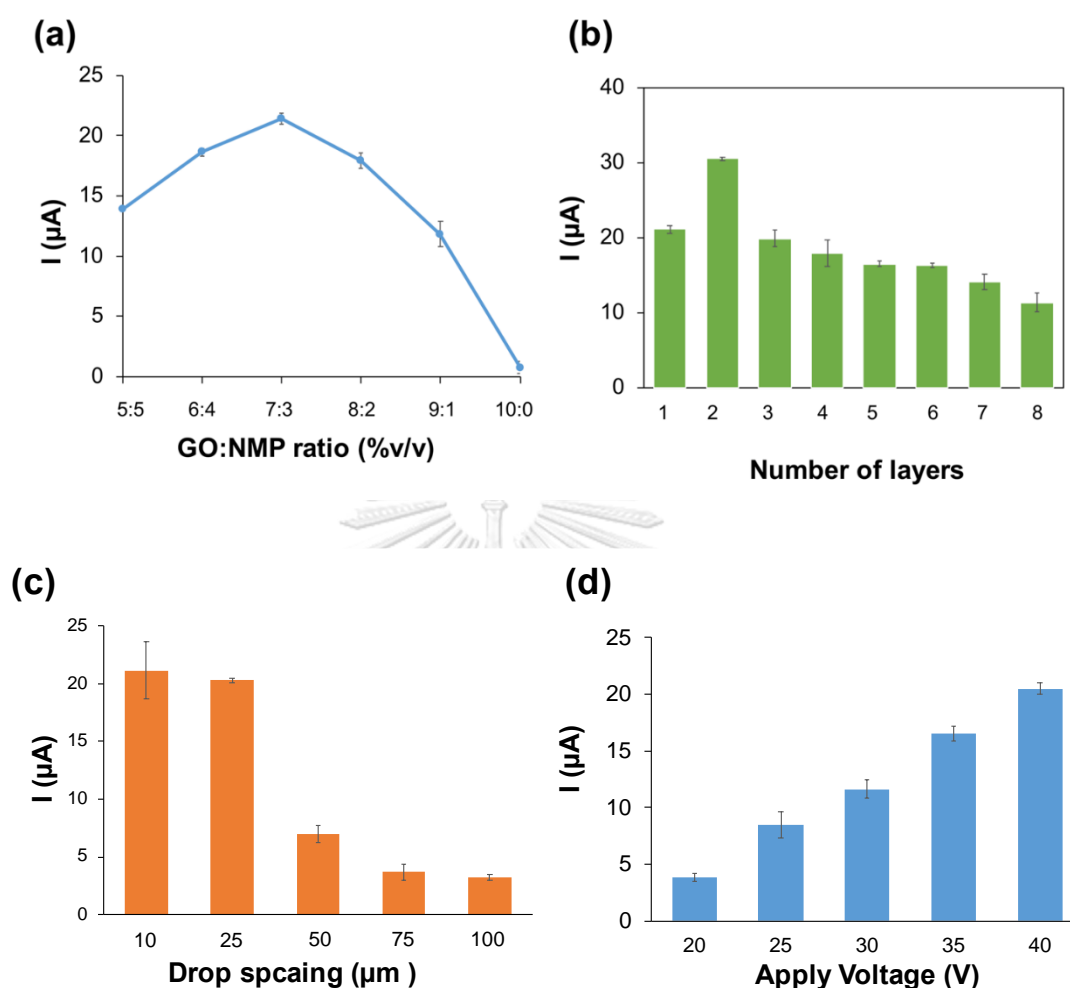 (a)
25
20
15
10
5
0
I (µA)
5:5 6:4 7:3 8:2 9:1 10:0
GO:NMP ratio (%v/v)
(b)
40
30
20
10
0
I (µA)
1 2 3 4 5 6 7 8
Number of layers
(c)
25
20
15
10
5
0
I (µA)
10 25 50 75 100
Drop spcaing (µm )
(d)
25
20
15
10
5
0
I (µA)
20 25 30 35 40
Apply Voltage (V)